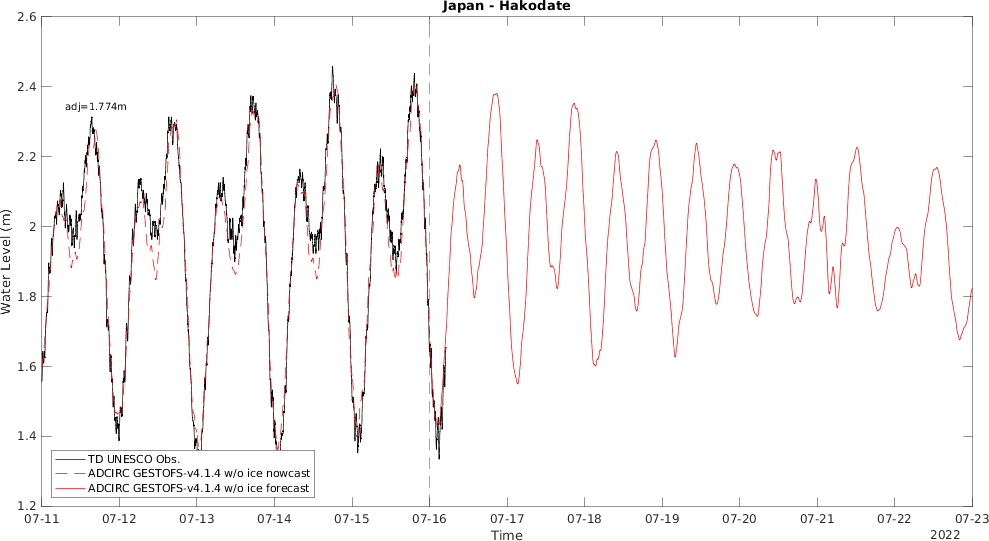 Japan - Hakodate
2.6
2.4
2.2
2
1.8
1.6
1.4
1.2
Water Level (m)
adj=1.774m
TD UNESCO Obs.
ADCIRC GESTOFS-v4.1.4 w/o ice nowcast
ADCIRC GESTOFS-v4.1.4 w/o ice forecast
07-11 07-12 07-13 07-14 07-15 07-16 07-17 07-18 07-19 07-20 07-21 07-22 07-23
Time
2022